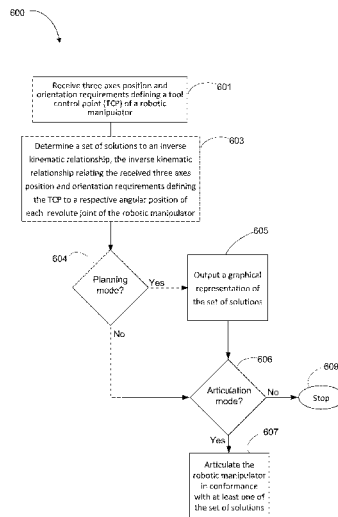 600
Receive three axes position and
orientation requirements defining a tool
control point (TCP) of a robotic
manipulator
601
Determine a set of solutions to an inverse
kinematic relationship, the inverse
kinematic relationship relating the received three axes
position and orientation requirements defining
the TCP to a respective angular position of
each revolute joint of the robotic manipulator
603
604
Planning
mode?
Yes
No
605
Output a graphical
representation of
the set of solutions
606
Articulation
mode?
No
Yes
608
Stop
607
Articulate the
robotic manipulator
in conformance
with at least one of
the set of solutions